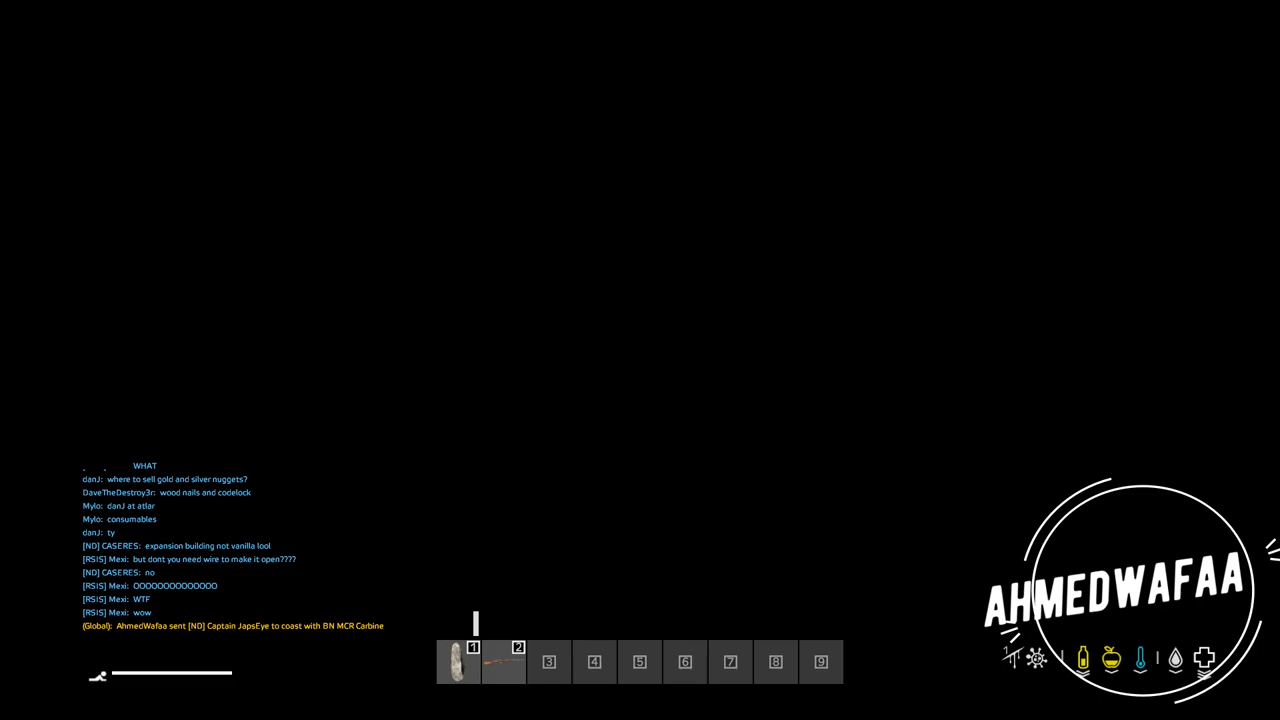 WHAT
danJ: where to sell gold and silver nuggets?
DaveTheDestroy3r: wood nails and codelock
Mylo: danJ at atlar
Mylo: consumables
danJ: ty
[ND] CASERES: expansion building not vanilla lool
[RSIS] Mexi: but dont you need wire to make it open????
[ND] CASERES: no
[RSIS] Mexi: OOOOOOOOOOOOOO
[RSIS] Mexi: WTF
[RSIS] Mexi: wow
(Global): AhmedWafaa sent [ND] Captain JapsEye to coast with BN MCR Carbine
1 2 3 4 5 6 7 8 9
AHMEDWAFAA